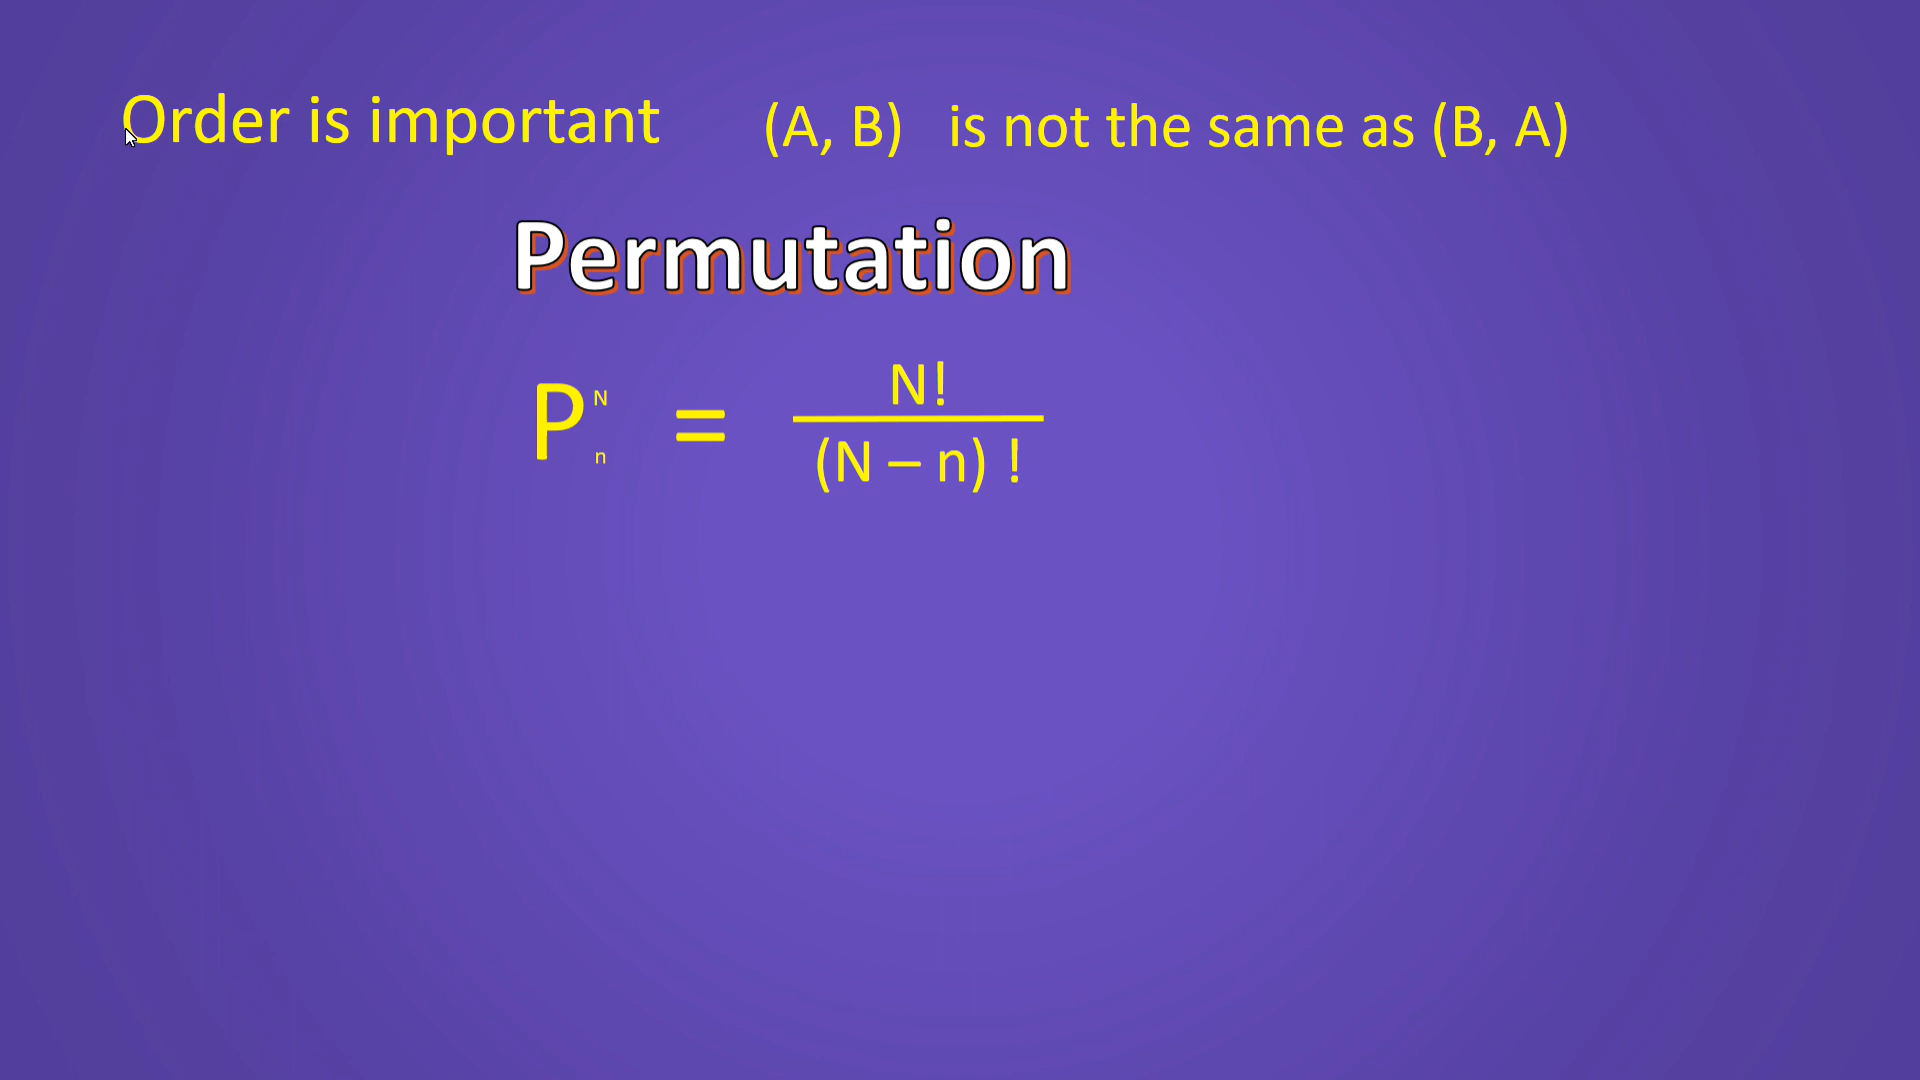 Order is important (A, B) is not the same as (B, A)
Permutation
P N n = N! / (N – n) !